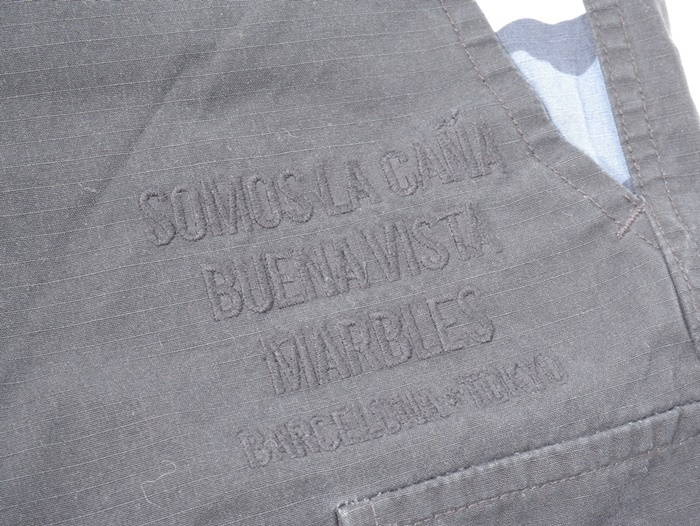 SOMOS LA CAÑA
BUENA VISTA
MARBLES
BARCELONA • TOKYO